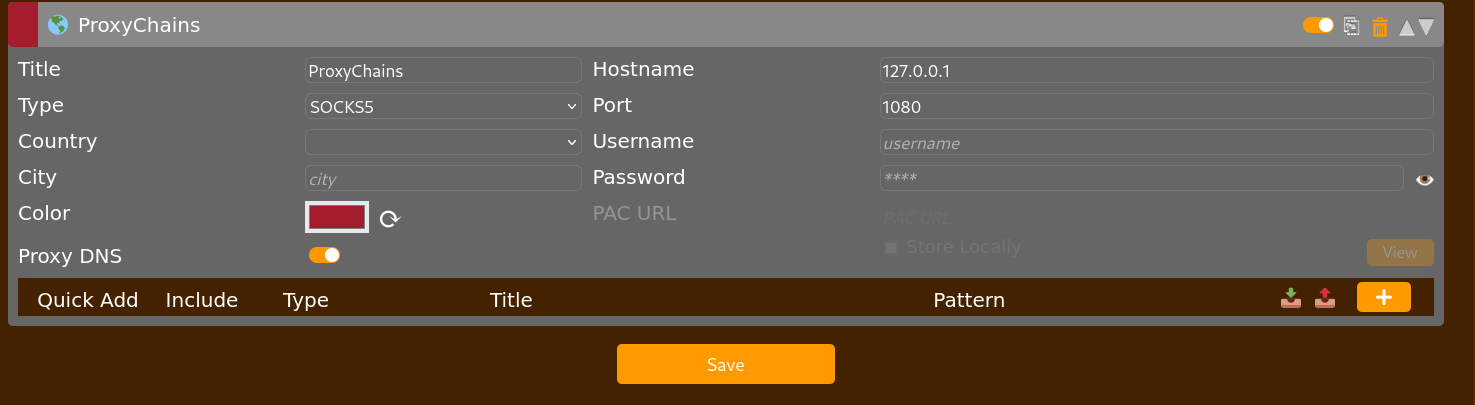 ProxyChains
Title ProxyChains Hostname 127.0.0.1
Type SOCKS5 Port 1080
Country Username username
City city Password ****
Color PAC URL PAC URL
Store Locally
Proxy DNS View
Quick Add Include Type Title Pattern +
Save